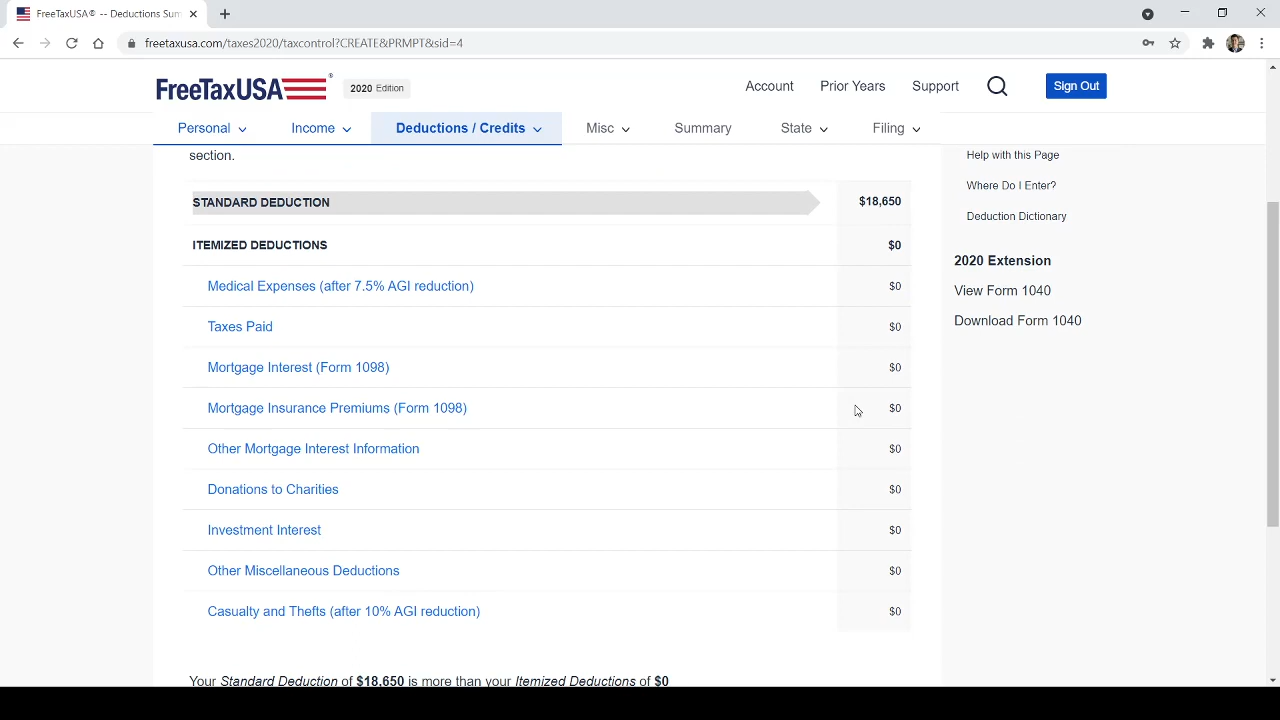 FreeTaxUSA® -- Deductions Sum
freetaxusa.com/taxes2020/taxcontrol?CREATE&PRMPT&sid=4
FreeTaxUSA® 2020 Edition
Account Prior Years Support Sign Out
Personal Income Deductions / Credits Misc Summary State Filing
section.
STANDARD DEDUCTION $18,650
ITEMIZED DEDUCTIONS $0
Medical Expenses (after 7.5% AGI reduction) $0
Taxes Paid $0
Mortgage Interest (Form 1098) $0
Mortgage Insurance Premiums (Form 1098) $0
Other Mortgage Interest Information $0
Donations to Charities $0
Investment Interest $0
Other Miscellaneous Deductions $0
Casualty and Thefts (after 10% AGI reduction) $0
Your Standard Deduction of $18,650 is more than your Itemized Deductions of $0
Help with this Page
Where Do I Enter?
Deduction Dictionary
2020 Extension
View Form 1040
Download Form 1040